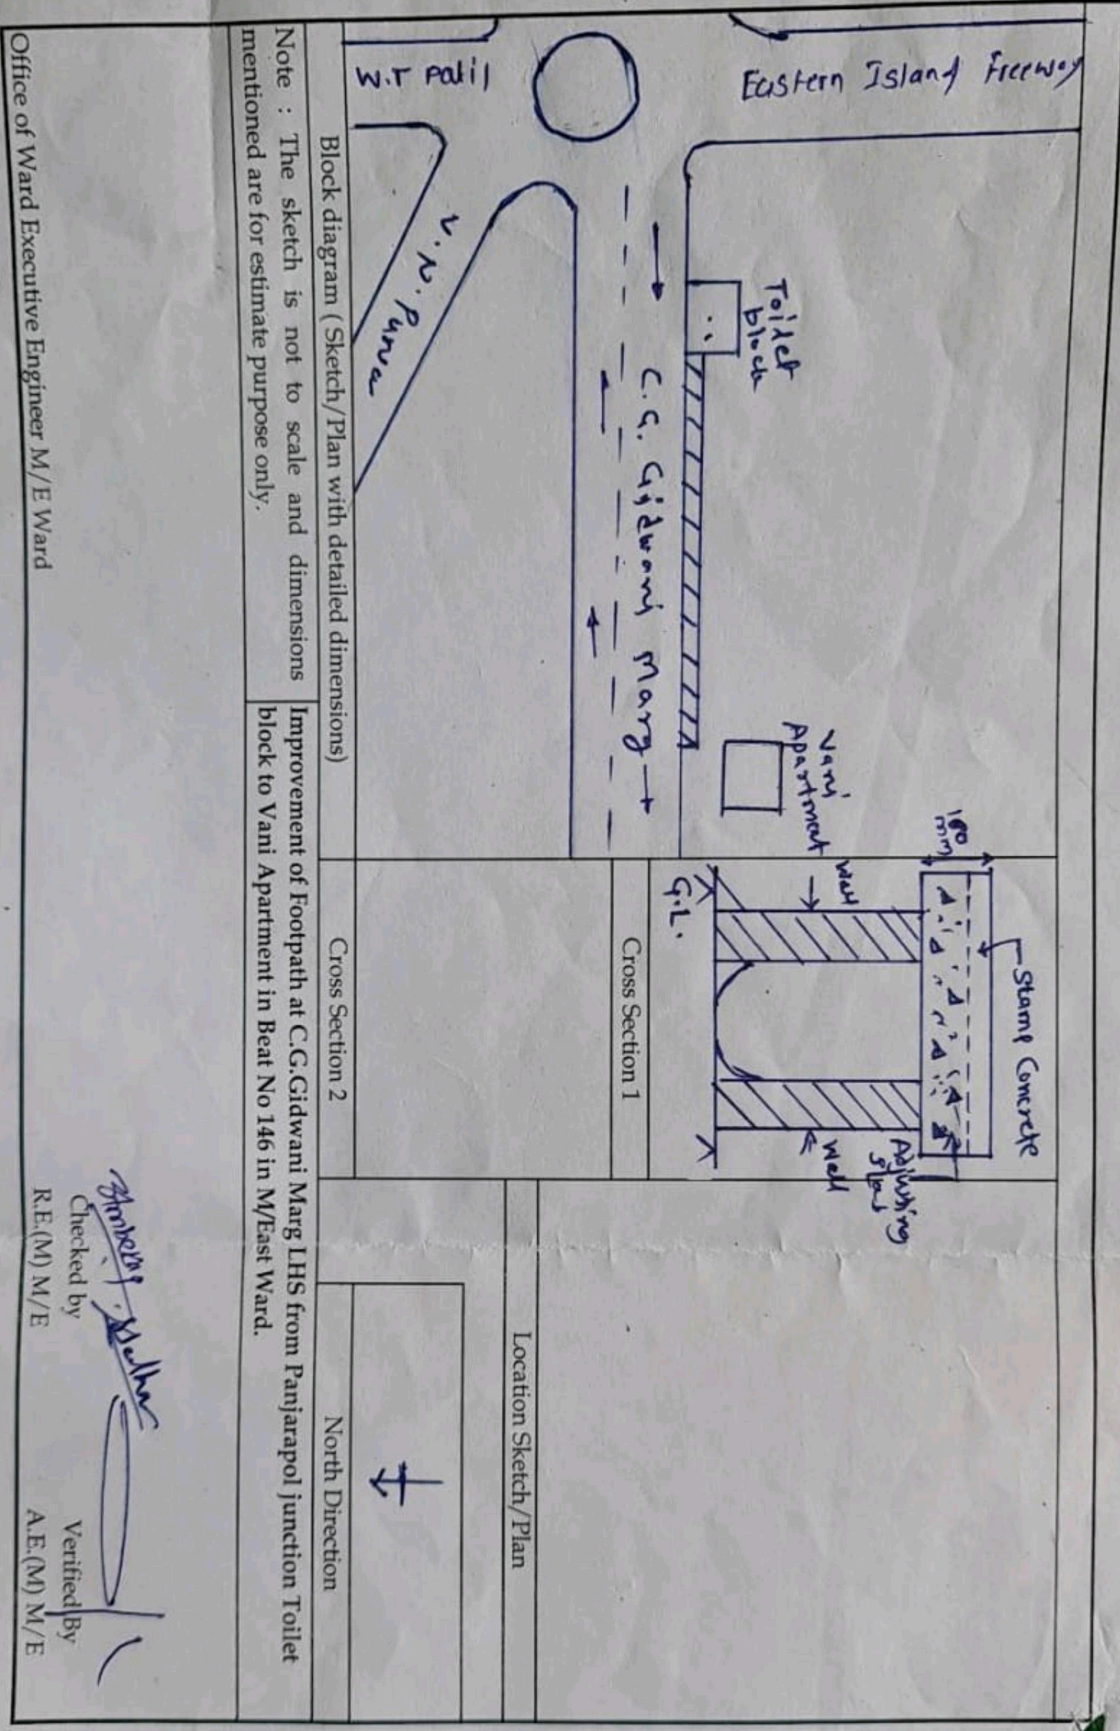 Eastern Island Freeway
W.T Patil
V.N. Purva
Toilet
block
C.G. Gidwani Marg
Vani
Apartment
Stamp Concrete
mm
Wall
Wall
Adjusting
G.L.
Cross Section 1
Location Sketch/Plan
Block diagram ( Sketch/Plan with detailed dimensions)
Cross Section 2
North Direction
Note : The sketch is not to scale and dimensions
mentioned are for estimate purpose only.
Improvement of Footpath at C.G.Gidwani Marg LHS from Panjarapol junction Toilet
block to Vani Apartment in Beat No 146 in M/East Ward.
Checked by
R.E.(M) M/E
Verified By
A.E.(M) M/E
Office of Ward Executive Engineer M/E Ward